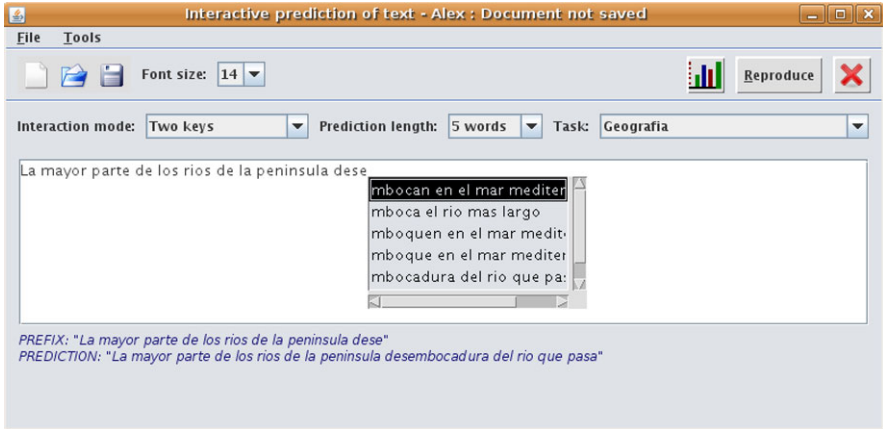 Interactive prediction of text - Alex : Document not saved
File Tools
Font size: 14 Reproduce
Interaction mode: Two keys Prediction length: 5 words Task: Geografia
La mayor parte de los rios de la peninsula dese
mbocan en el mar mediter
mboca el rio mas largo
mboquen en el mar medit
mboque en el mar mediter
mbocadura del rio que pa
PREFIX: "La mayor parte de los rios de la peninsula dese"
PREDICTION: "La mayor parte de los rios de la peninsula desembocadura del rio que pasa"